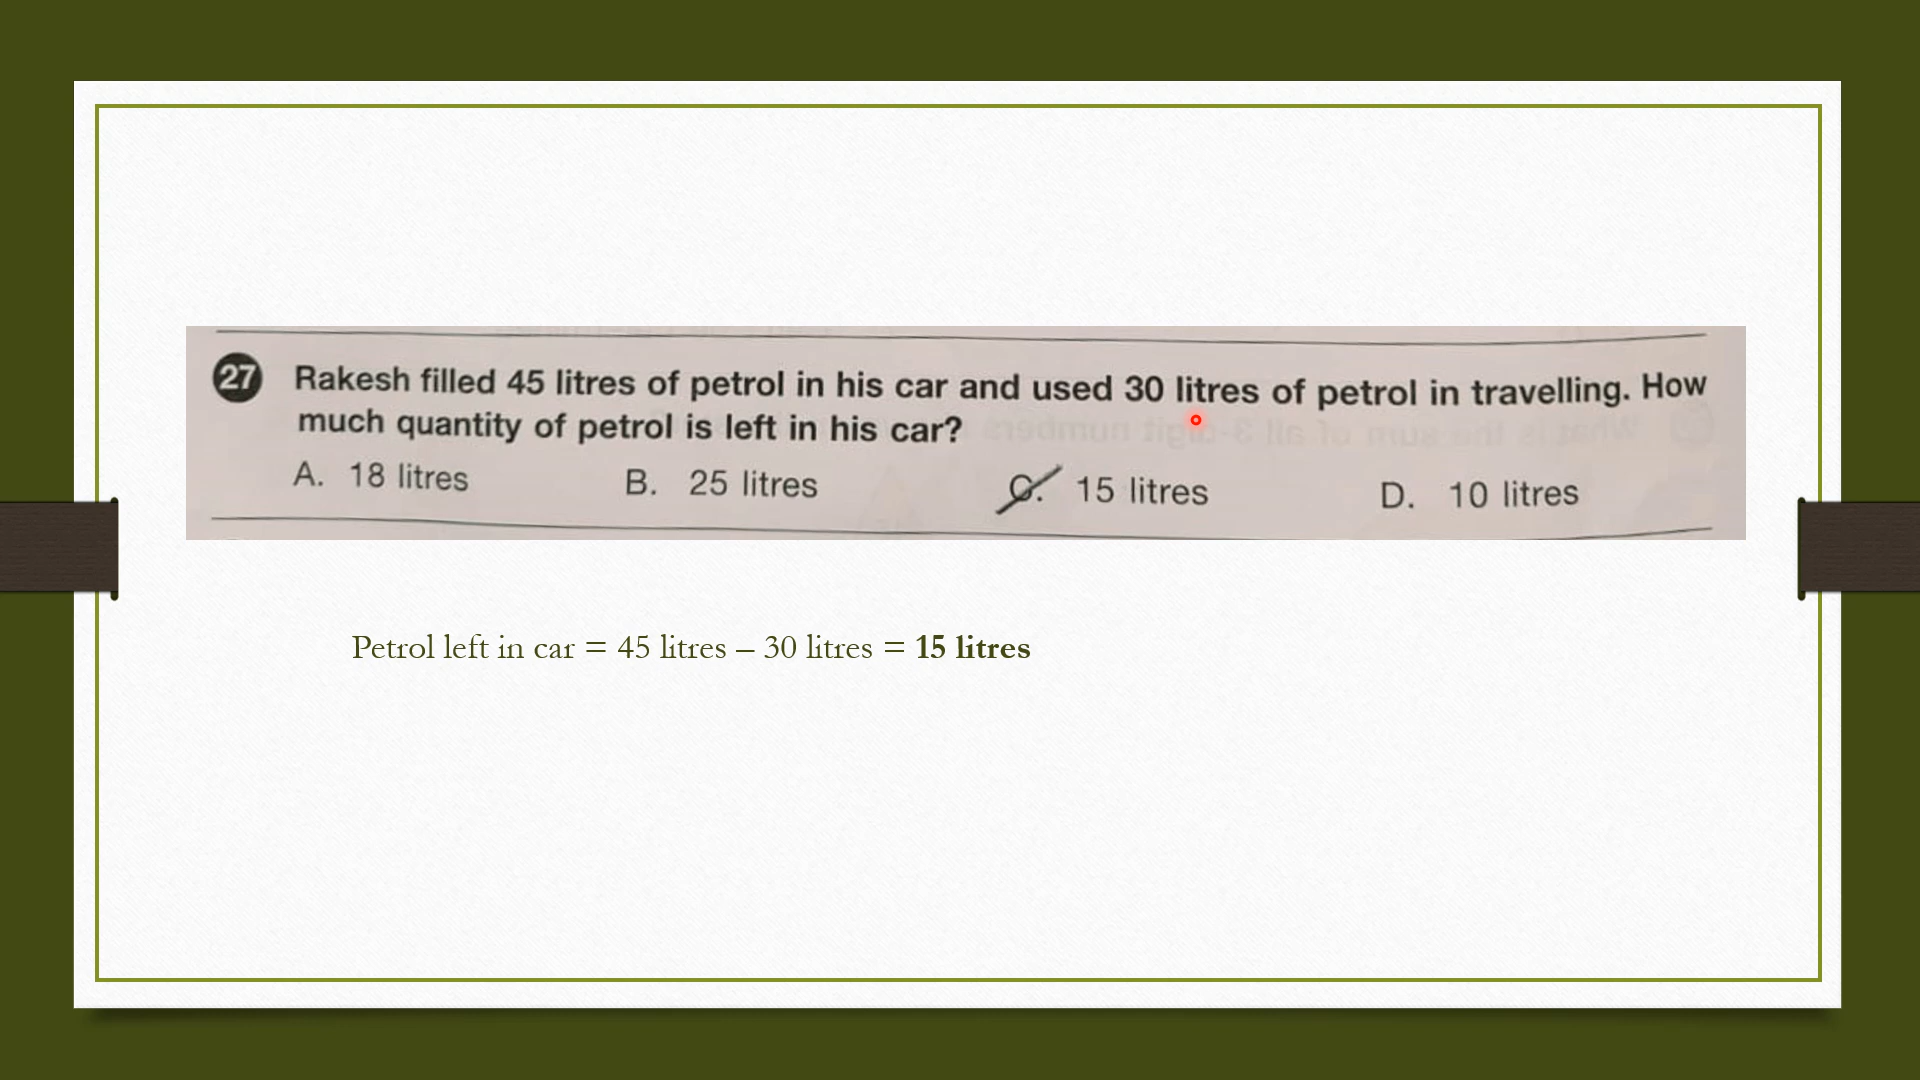 27 Rakesh filled 45 litres of petrol in his car and used 30 litres of petrol in travelling. How
much quantity of petrol is left in his car?
A. 18 litres B. 25 litres C. 15 litres D. 10 litres
Petrol left in car = 45 litres – 30 litres = 15 litres